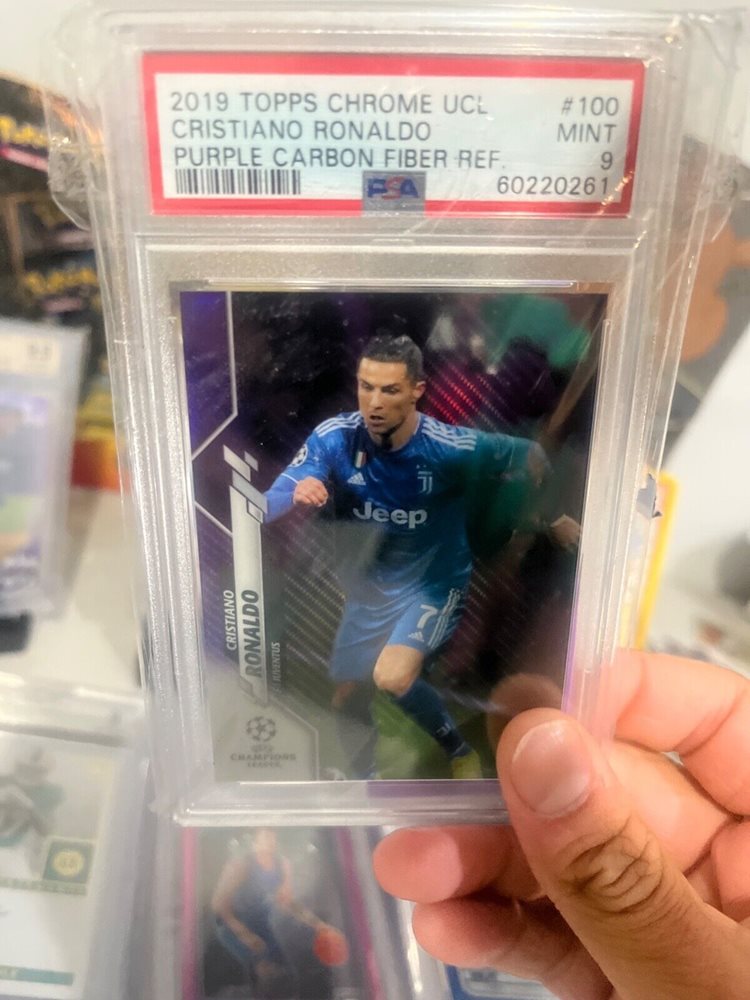 2019 TOPPS CHROME UCL #100
CRISTIANO RONALDO MINT
PURPLE CARBON FIBER REF. 9
PSA 60220261
Jeep
7
CRISTIANO
RONALDO
JUVENTUS
CHAMPIONS
LEAGUE